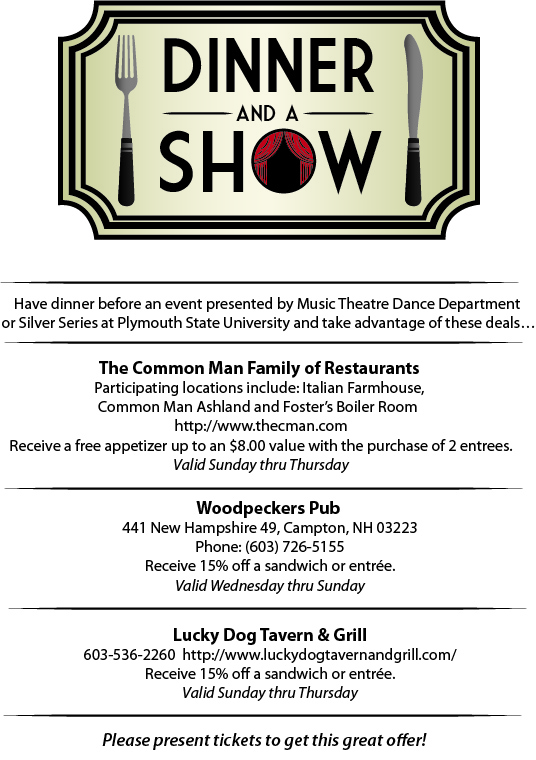 DINNER
AND A
SHOW
Have dinner before an event presented by Music Theatre Dance Department
or Silver Series at Plymouth State University and take advantage of these deals…
The Common Man Family of Restaurants
Participating locations include: Italian Farmhouse,
Common Man Ashland and Foster's Boiler Room
http://www.thecman.com
Receive a free appetizer up to an $8.00 value with the purchase of 2 entrees.
Valid Sunday thru Thursday
Woodpeckers Pub
441 New Hampshire 49, Campton, NH 03223
Phone: (603) 726-5155
Receive 15% off a sandwich or entrée.
Valid Wednesday thru Sunday
Lucky Dog Tavern & Grill
603-536-2260 http://www.luckydogtavernandgrill.com/
Receive 15% off a sandwich or entrée.
Valid Sunday thru Thursday
Please present tickets to get this great offer!